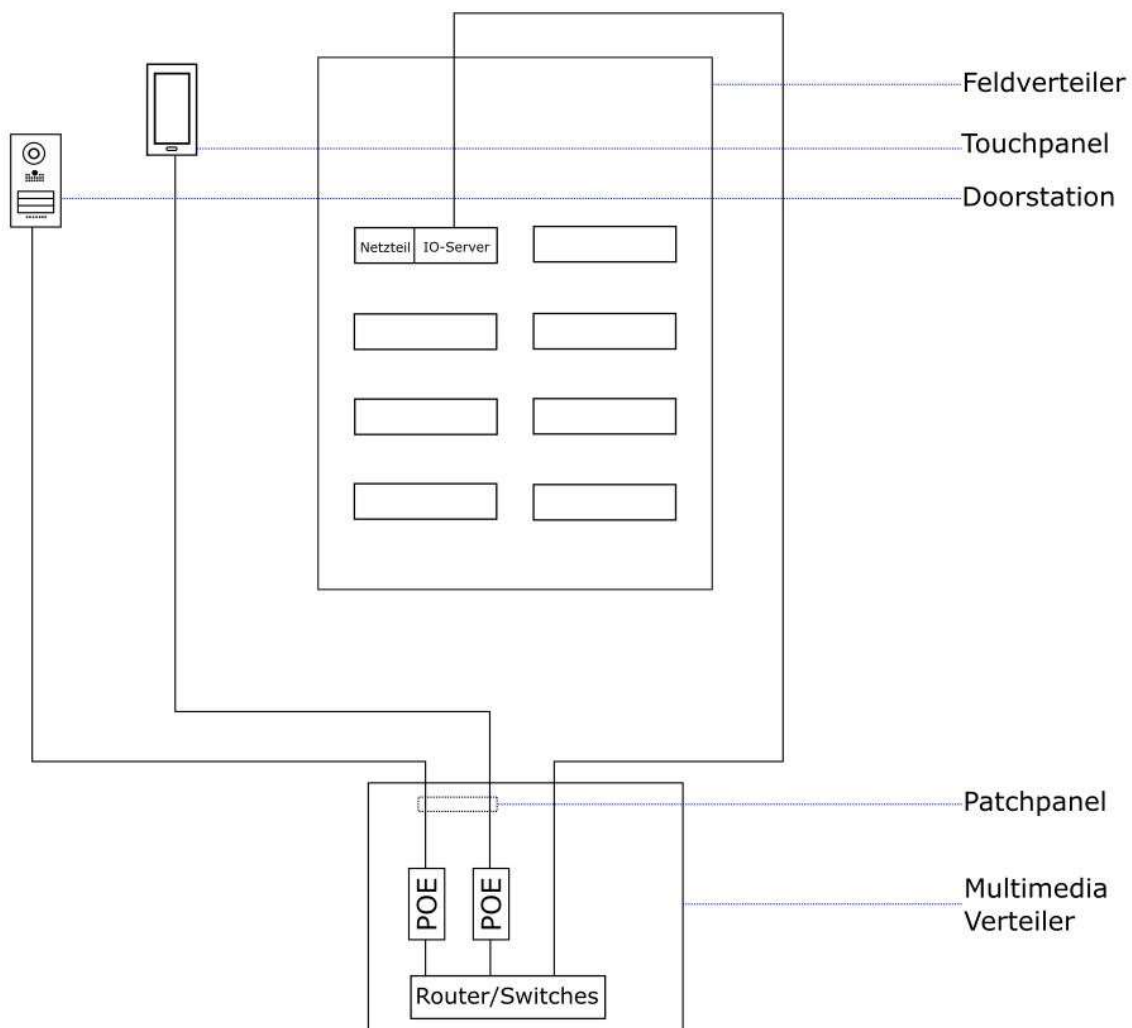 Feldverteiler
Touchpanel
Doorstation
Netzteil
IO-Server
Patchpanel
POE
POE
Multimedia
Verteiler
Router/Switches